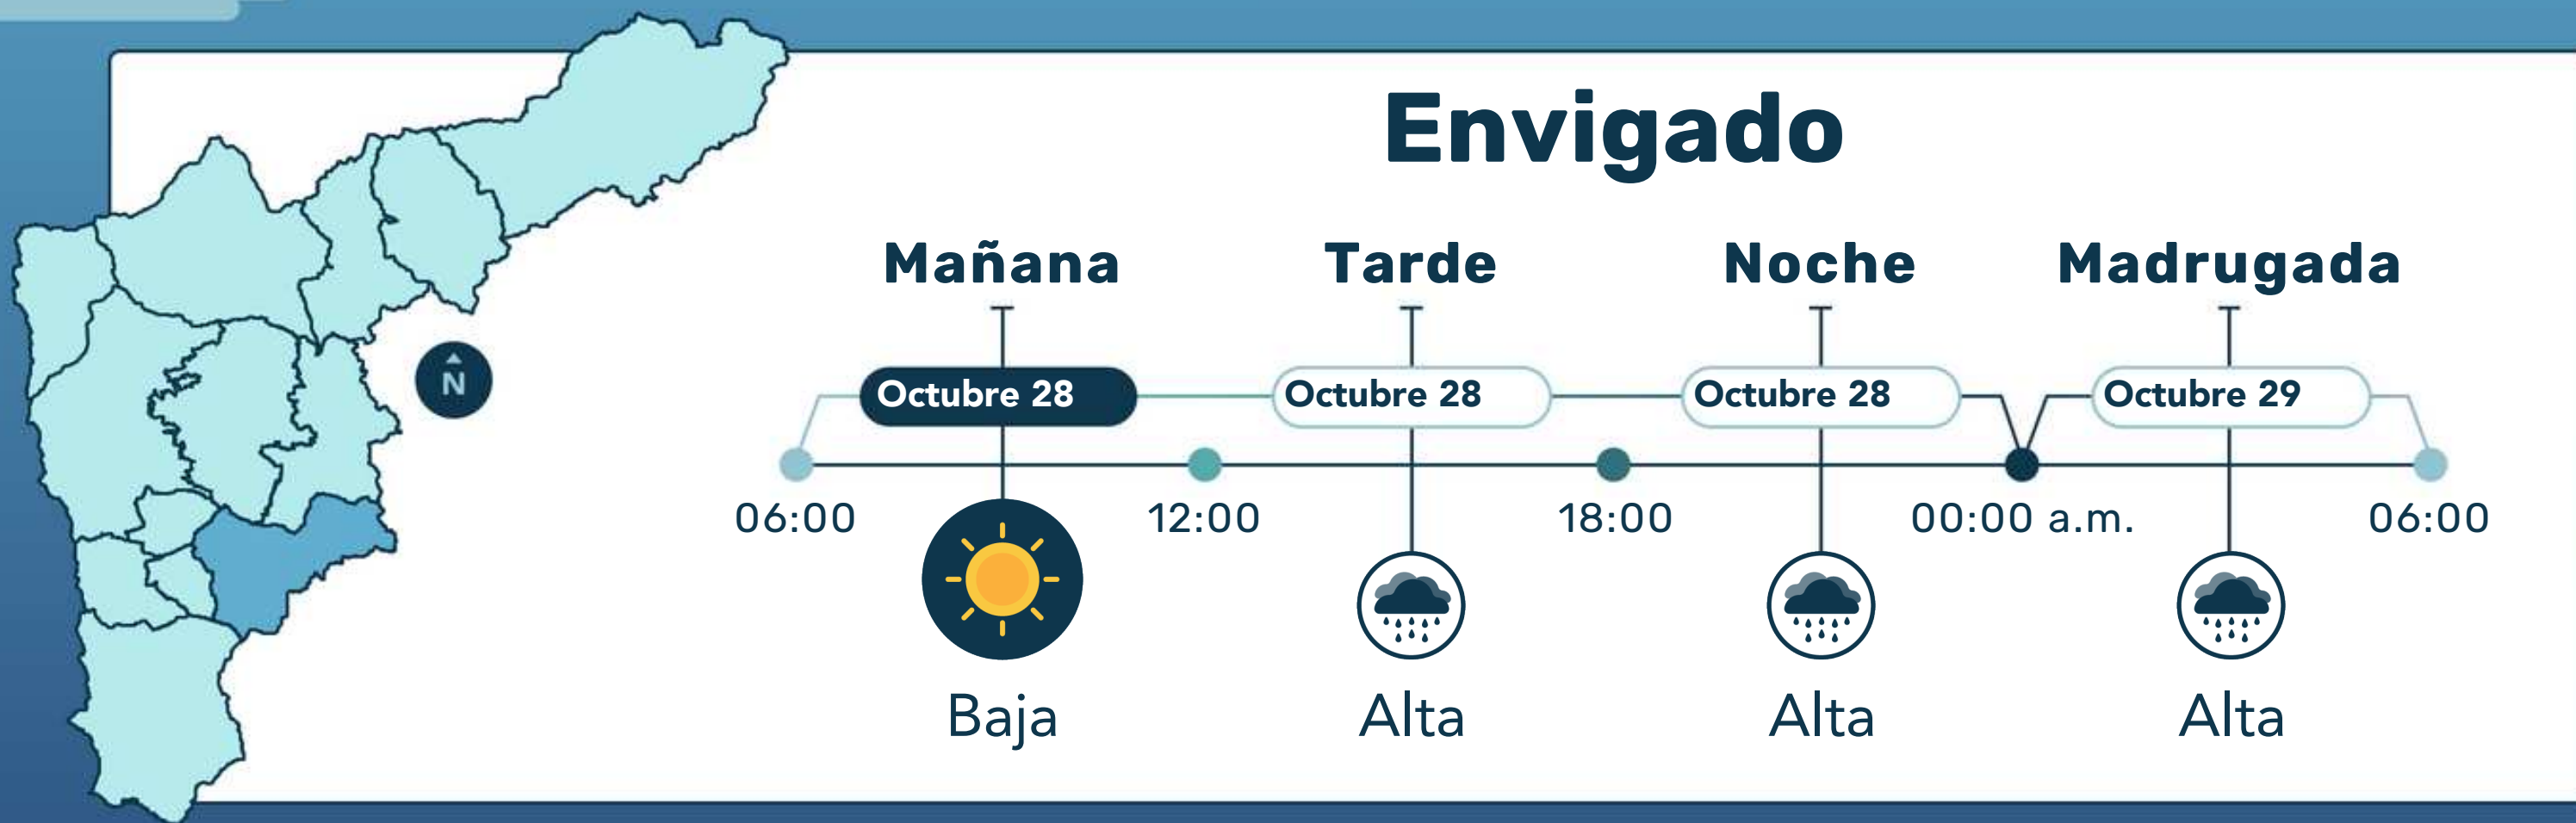 Envigado
Mañana Tarde Noche Madrugada
Octubre 28 Octubre 28 Octubre 28 Octubre 29
N
06:00 12:00 18:00 00:00 a.m. 06:00
Baja Alta Alta Alta